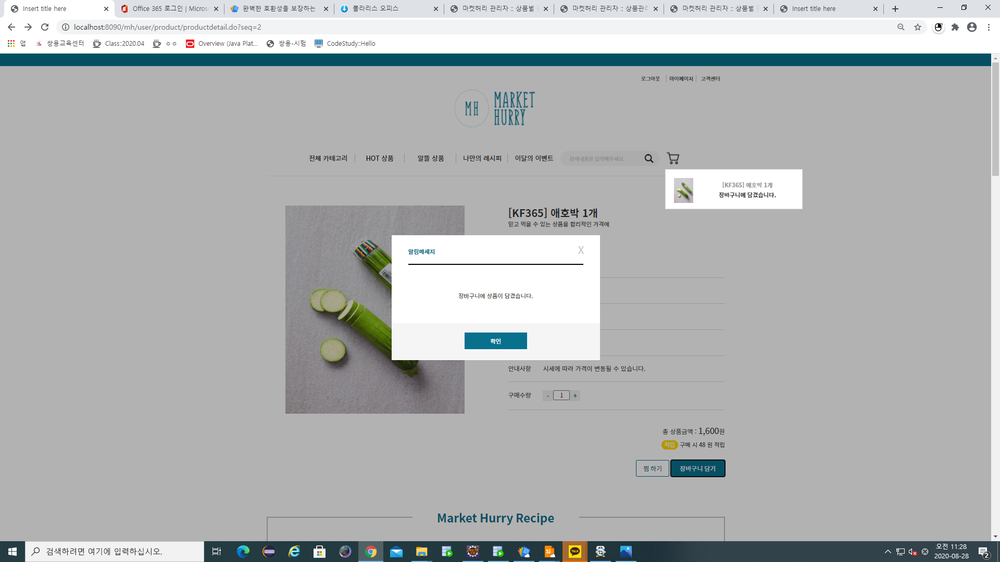 Insert title here
Office 365 로그인 | Micros
완벽한 호환성을 보장하는
폴라리스 오피스
마켓허리 관리자 :: 상품별
마켓허리 관리자 :: 상품관리
마켓허리 관리자 :: 상품별
Insert title here
localhost:8090/mh/user/product/productdetail.do?seq=2
앱
쌍용교육센터
Class::2020.04
ㅇㅇ
Overview (Java Plat...
쌍용-시험
CodeStudy::Hello
로그아웃
마이페이지
고객센터
MH
MARKET
HURRY
전체 카테고리
HOT 상품
알뜰 상품
나만의 레시피
이달의 이벤트
검색내용을 입력해주세요.
[KF365] 애호박 1개
장바구니에 담겼습니다.
[KF365] 애호박 1개
믿고 먹을 수 있는 상품을 합리적인 가격에
알림메세지
X
장바구니에 상품이 담겼습니다.
확인
안내사항 시세에 따라 가격이 변동될 수 있습니다.
구매수량 - 1 +
총 상품금액 : 1,600원
적립 구매 시 48 원 적립
찜 하기
장바구니 담기
Market Hurry Recipe
검색하려면 여기에 입력하십시오.
TALK
오전 11:28
2020-08-28
2